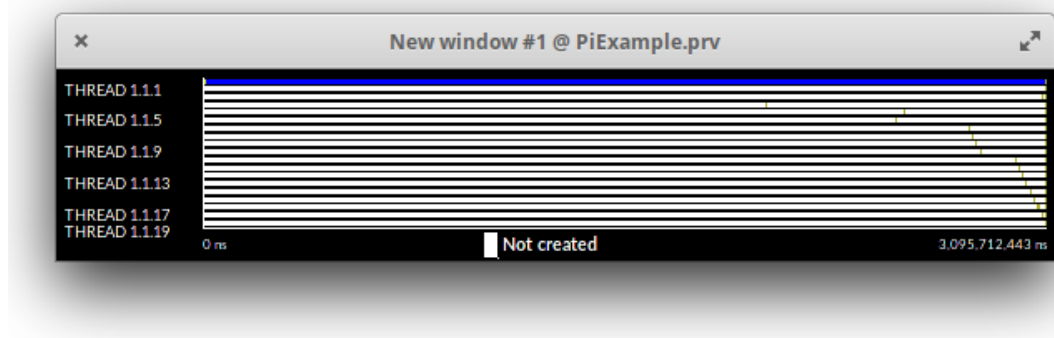 New window #1 @ PiExample.prv
THREAD 1.1.1
THREAD 1.1.5
THREAD 1.1.9
THREAD 1.1.13
THREAD 1.1.17
THREAD 1.1.19
0 ns Not created 3,095,712,443 ns